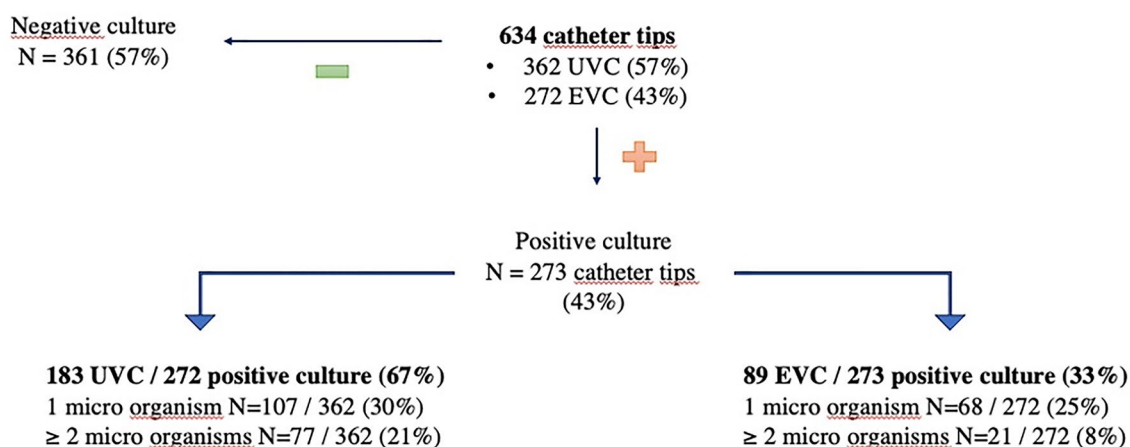 Negative culture
N = 361 (57%)
634 catheter tips
• 362 UVC (57%)
• 272 EVC (43%)
Positive culture
N = 273 catheter tips
(43%)
183 UVC / 272 positive culture (67%)
1 micro organism N=107 / 362 (30%)
≥ 2 micro organisms N=77 / 362 (21%)
89 EVC / 273 positive culture (33%)
1 micro organism N=68 / 272 (25%)
≥ 2 micro organisms N=21 / 272 (8%)